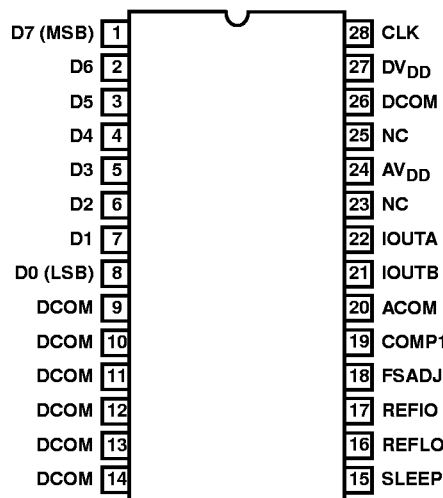 D7 (MSB) 1 28 CLK
D6 2 27 DVDD
D5 3 26 DCOM
D4 4 25 NC
D3 5 24 AVDD
D2 6 23 NC
D1 7 22 IOUTA
D0 (LSB) 8 21 IOUTB
DCOM 9 20 ACOM
DCOM 10 19 COMP1
DCOM 11 18 FSADJ
DCOM 12 17 REFIO
DCOM 13 16 REFLO
DCOM 14 15 SLEEP